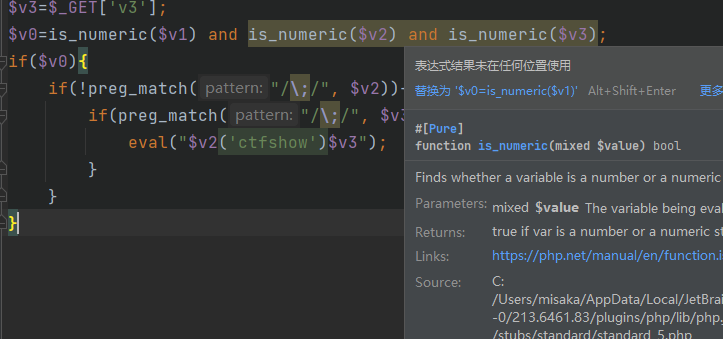 $v3=$_GET['v3'];
$v0=is_numeric($v1) and is_numeric($v2) and is_numeric($v3);
if($v0){
if(!preg_match( pattern: "/\;/", $v2)){
if(preg_match( pattern: "/\;/", $v3
eval("$v2('ctfshow')$v3");
}
}
}
表达式结果未在任何位置使用
替换为 '$v0=is_numeric($v1)' Alt+Shift+Enter 更多
#[Pure]
function is_numeric(mixed $value) bool
Finds whether a variable is a number or a numeric
Parameters: mixed $value The variable being eval
Returns: true if var is a number or a numeric st
Links: https://php.net/manual/en/function.i
Source: C:
/Users/misaka/AppData/Local/JetBrai
-0/213.6461.83/plugins/php/lib/php.
/stubs/standard/standard_5.php